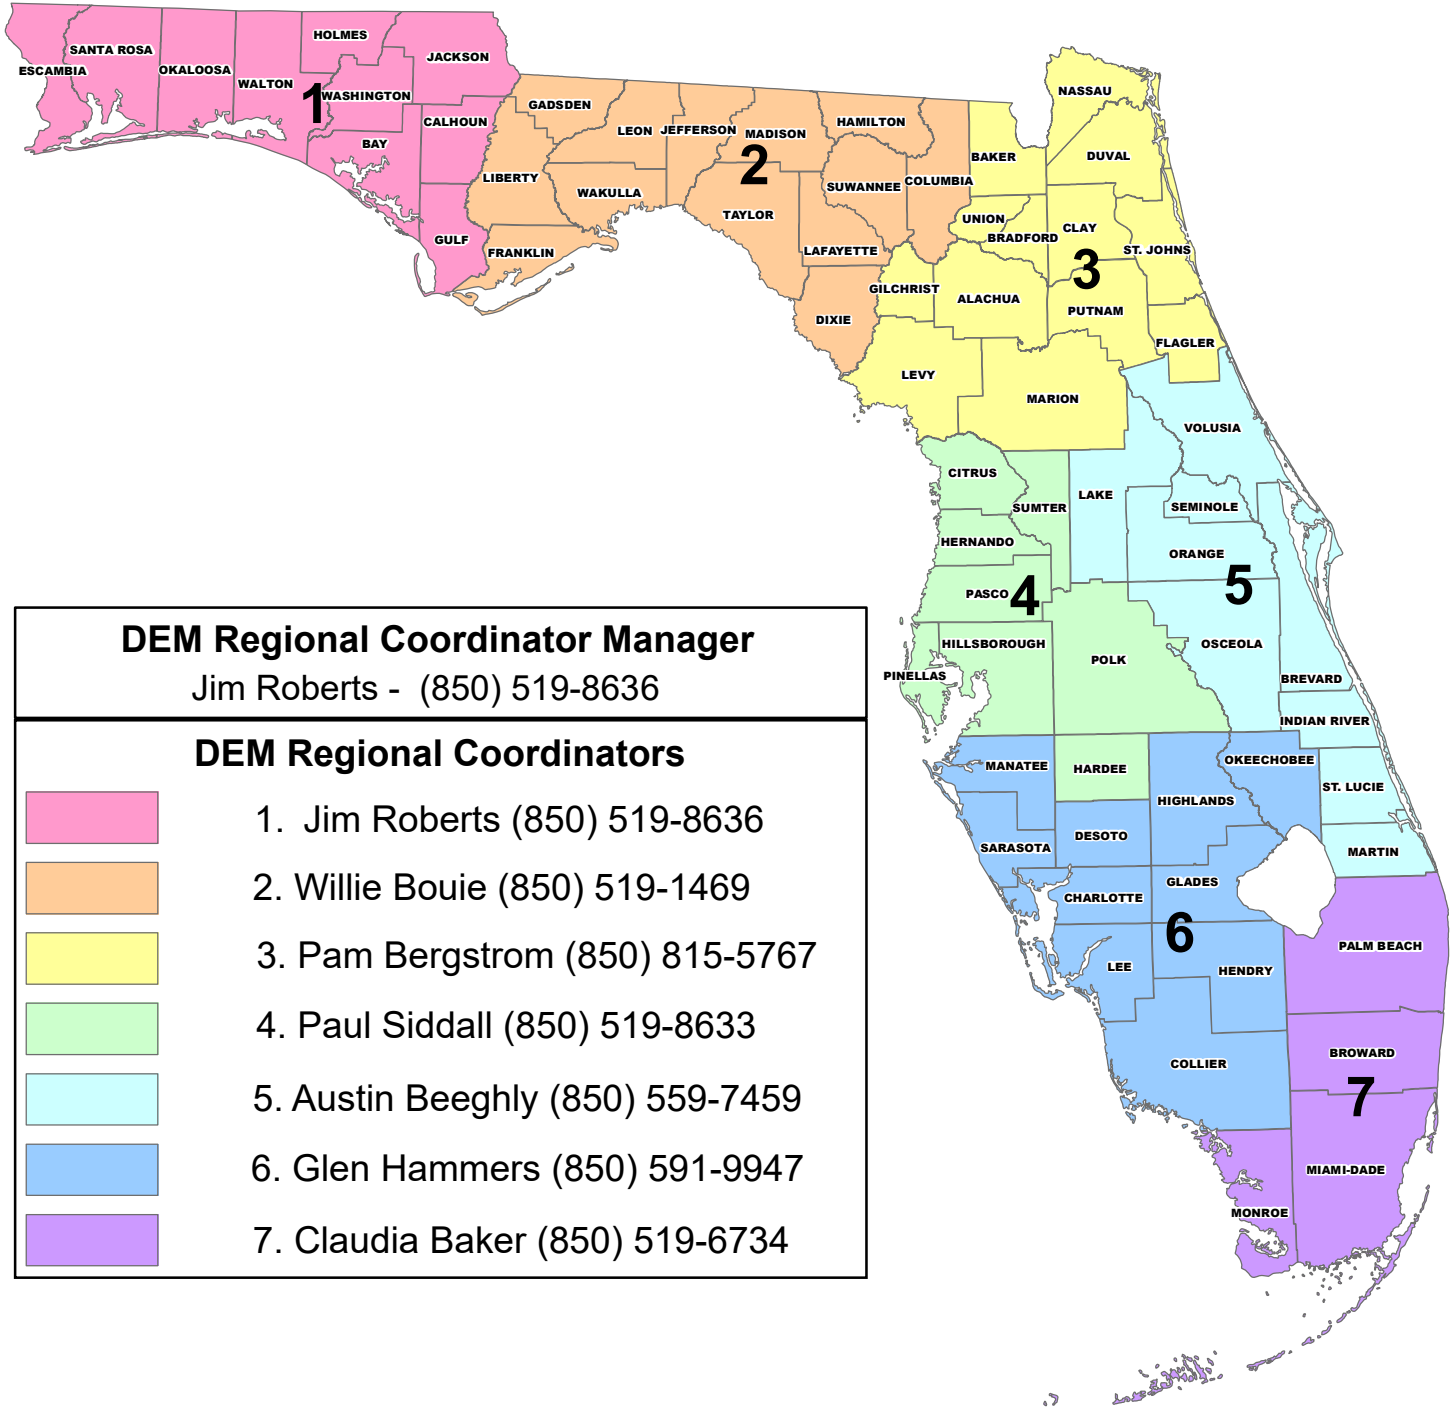 HOLMES
SANTA ROSA
JACKSON
ESCAMBIA
OKALOOSA
WALTON
WASHINGTON
1
CALHOUN
BAY
GULF
GADSDEN
LEON
JEFFERSON
MADISON
HAMILTON
2
LIBERTY
WAKULLA
SUWANNEE
COLUMBIA
TAYLOR
FRANKLIN
LAFAYETTE
DIXIE
NASSAU
BAKER
DUVAL
UNION
BRADFORD
CLAY
ST. JOHNS
3
GILCHRIST
ALACHUA
PUTNAM
FLAGLER
LEVY
MARION
VOLUSIA
CITRUS
SUMTER
LAKE
SEMINOLE
HERNANDO
ORANGE
PASCO
4
5
HILLSBOROUGH
POLK
OSCEOLA
PINELLAS
BREVARD
INDIAN RIVER
MANATEE
HARDEE
OKEECHOBEE
ST. LUCIE
HIGHLANDS
DESOTO
SARASOTA
MARTIN
CHARLOTTE
GLADES
6
PALM BEACH
LEE
HENDRY
COLLIER
BROWARD
7
MIAMI-DADE
MONROE
DEM Regional Coordinator Manager
Jim Roberts - (850) 519-8636
DEM Regional Coordinators
1. Jim Roberts (850) 519-8636
2. Willie Bouie (850) 519-1469
3. Pam Bergstrom (850) 815-5767
4. Paul Siddall (850) 519-8633
5. Austin Beeghly (850) 559-7459
6. Glen Hammers (850) 591-9947
7. Claudia Baker (850) 519-6734